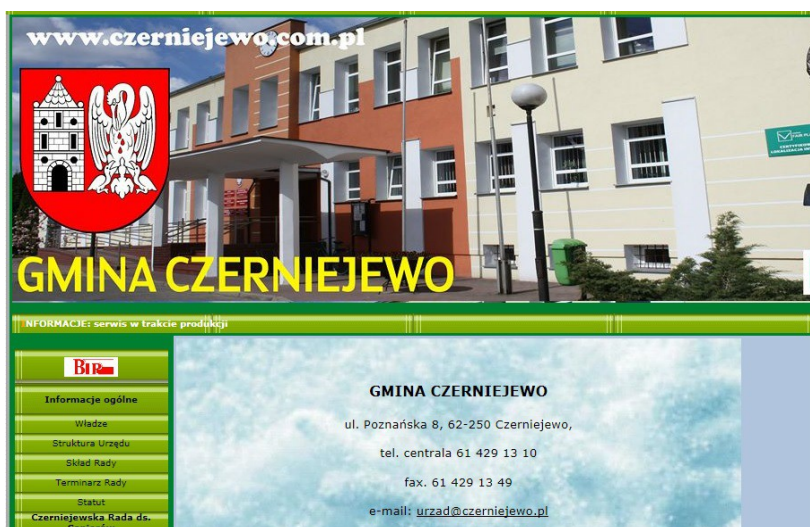 www.czerniejewo.com.pl
GMINA CZERNIEJEWO
INFORMACJE: serwis w trakcie produkcji
BIP
Informacje ogólne
Władze
Struktura Urzędu
Skład Rady
Terminarz Rady
Statut
Czerniejewska Rada ds.
GMINA CZERNIEJEWO
ul. Poznańska 8, 62-250 Czerniejewo,
tel. centrala 61 429 13 10
fax. 61 429 13 49
e-mail: urzad@czerniejewo.pl